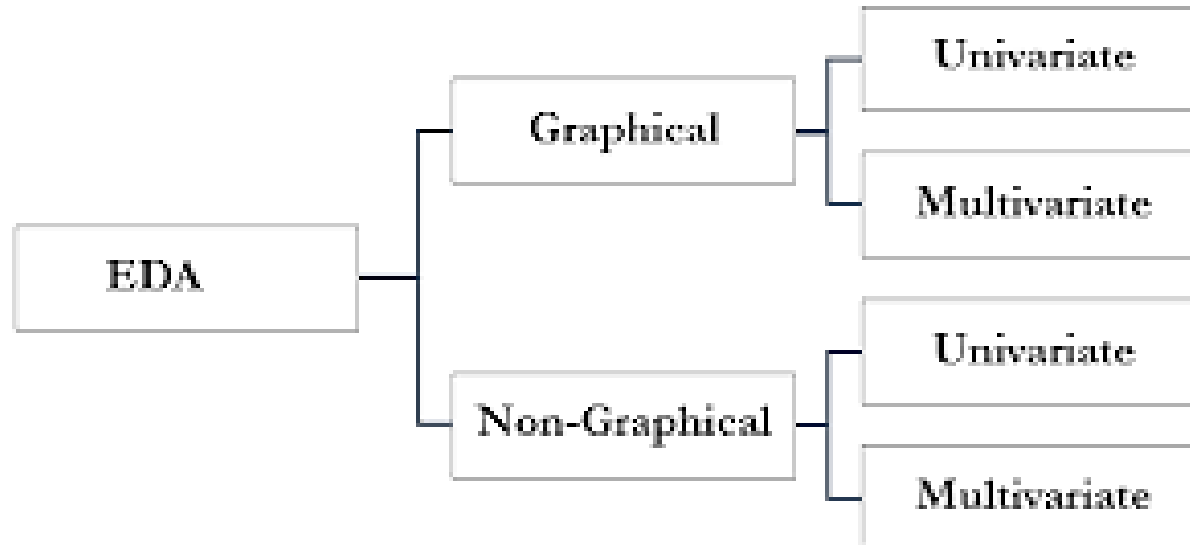 EDA
Graphical
Univariate
Multivariate
Non-Graphical
Univariate
Multivariate